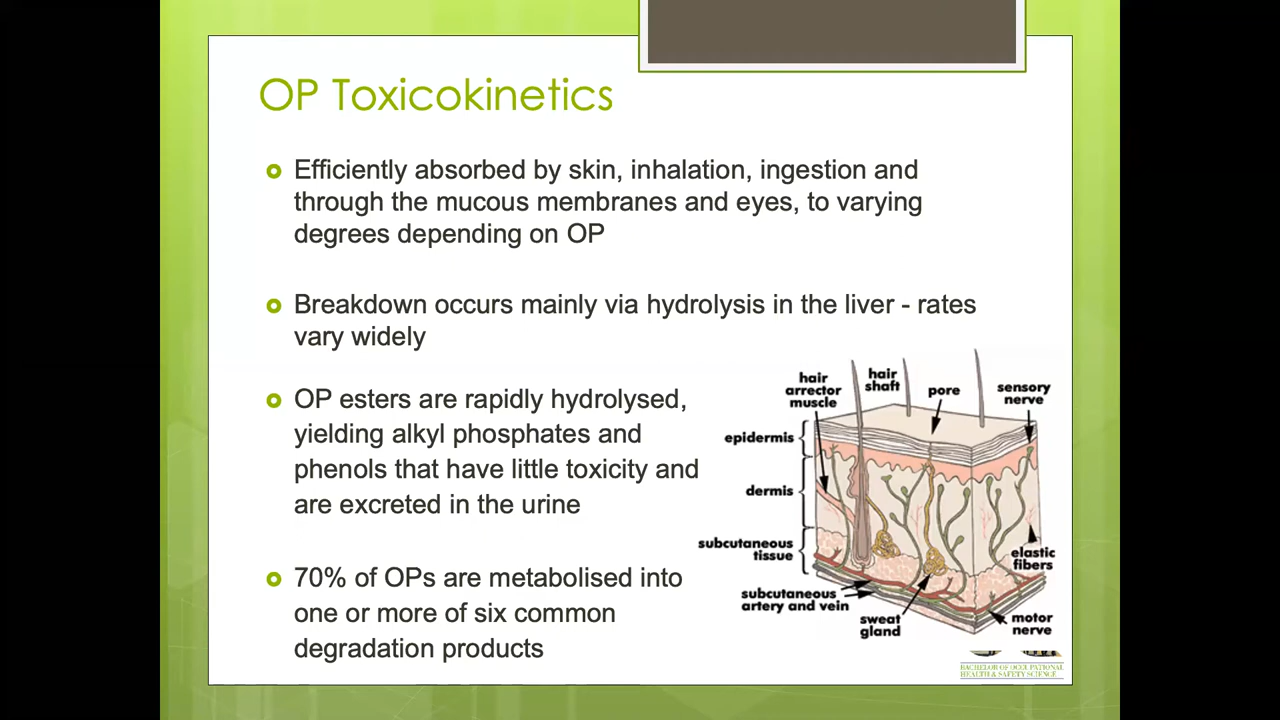 OP Toxicokinetics
Efficiently absorbed by skin, inhalation, ingestion and
through the mucous membranes and eyes, to varying
degrees depending on OP
Breakdown occurs mainly via hydrolysis in the liver - rates
vary widely
OP esters are rapidly hydrolysed,
yielding alkyl phosphates and
phenols that have little toxicity and
are excreted in the urine
70% of OPs are metabolised into
one or more of six common
degradation products
hair
arrector
muscle
hair
shaft
pore
sensory
nerve
epidermis
dermis
subcutaneous
tissue
subcutaneous
artery and vein
sweat
gland
elastic
fibers
motor
nerve
BACHELOR OF OCCUPATIONAL
HEALTH & SAFETY SCIENCE